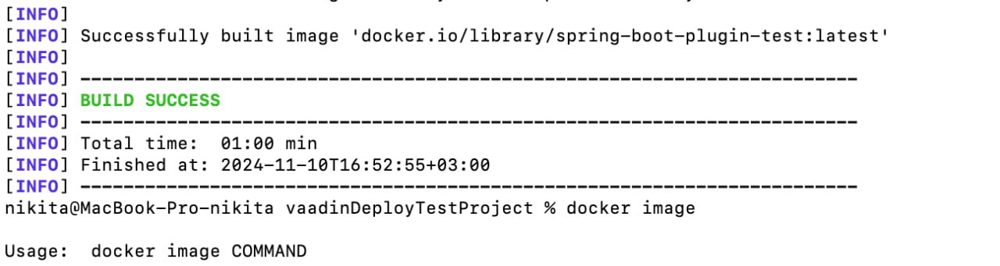 [INFO]
[INFO] Successfully built image 'docker.io/library/spring-boot-plugin-test:latest'
[INFO]
[INFO] ------------------------------------------------------------------------
[INFO] BUILD SUCCESS
[INFO] ------------------------------------------------------------------------
[INFO] Total time:  01:00 min
[INFO] Finished at: 2024-11-10T16:52:55+03:00
[INFO] ------------------------------------------------------------------------
nikita@MacBook-Pro-nikita vaadinDeployTestProject % docker image
Usage:  docker image COMMAND